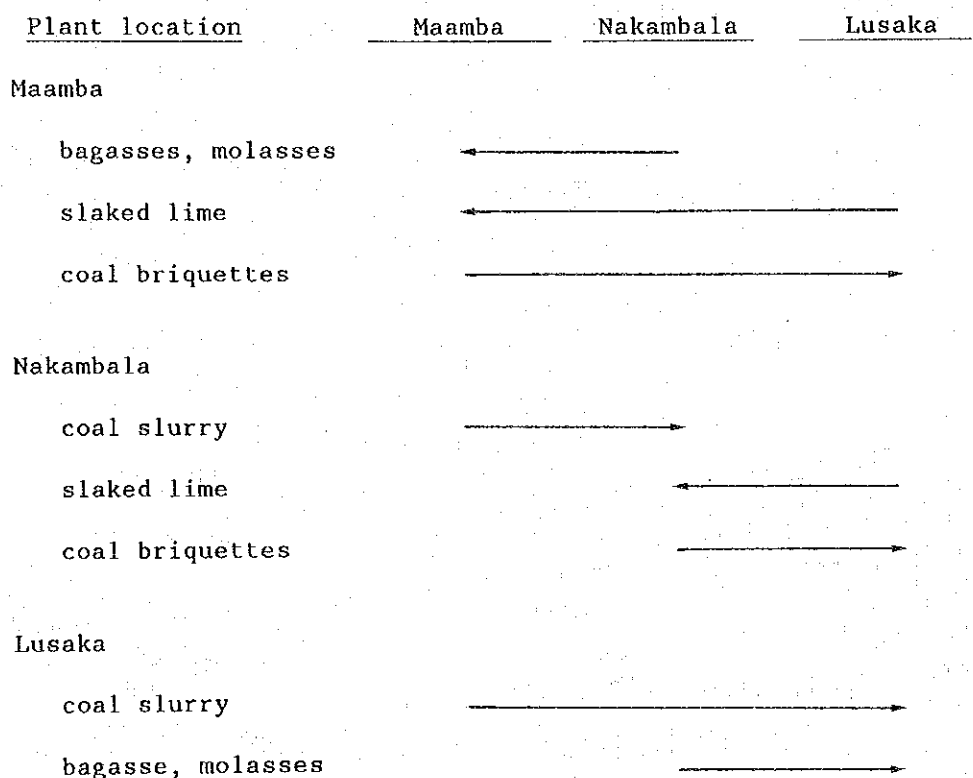 Plant location Maamba Nakambala Lusaka
Maamba
bagasses, molasses
slaked lime
coal briquettes
Nakambala
coal slurry
slaked lime
coal briquettes
Lusaka
coal slurry
bagasse, molasses